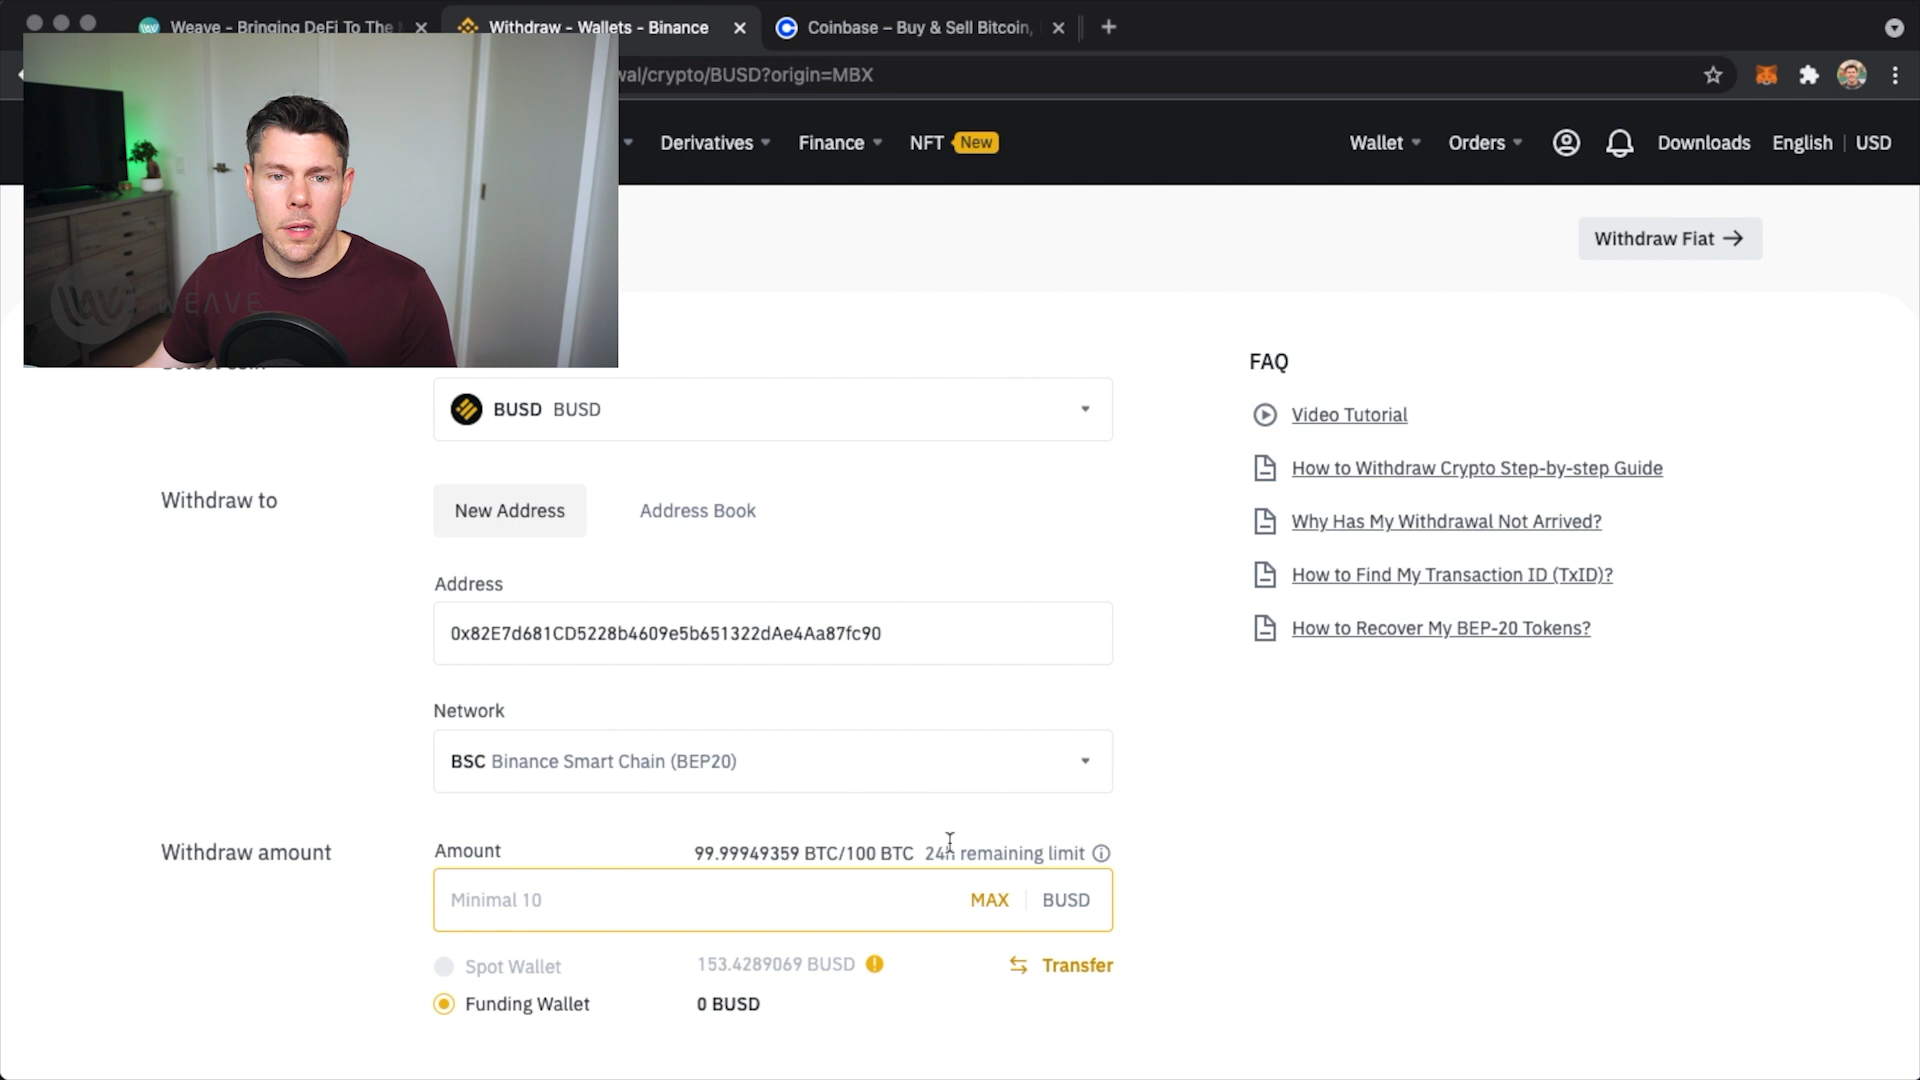 Weave - Bringing DeFi To The
Withdraw - Wallets - Binance
Coinbase – Buy & Sell Bitcoin,
wal/crypto/BUSD?origin=MBX
Derivatives
Finance
NFT New
Wallet
Orders
Downloads
English | USD
Withdraw Fiat →
WEAVE
BUSD BUSD
Withdraw to
New Address
Address Book
Address
0x82E7d681CD5228b4609e5b651322dAe4Aa87fc90
Network
BSC Binance Smart Chain (BEP20)
Withdraw amount
Amount
99.99949359 BTC/100 BTC 24h remaining limit
Minimal 10
MAX | BUSD
Spot Wallet
153.4289069 BUSD
Transfer
Funding Wallet
0 BUSD
FAQ
Video Tutorial
How to Withdraw Crypto Step-by-step Guide
Why Has My Withdrawal Not Arrived?
How to Find My Transaction ID (TxID)?
How to Recover My BEP-20 Tokens?